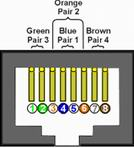 Orange
Pair 2
Green Blue Brown
Pair 3 Pair 1 Pair 4
1 2 3 4 5 6 7 8